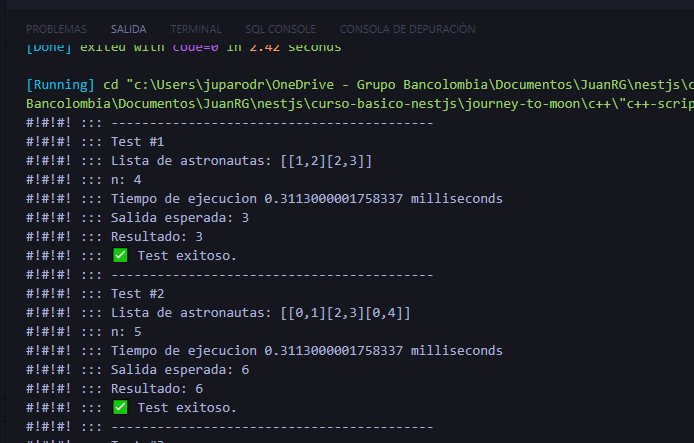 PROBLEMAS SALIDA TERMINAL SQL CONSOLE CONSOLA DE DEPURACIÓN
[Done] exited with code=0 in 2.42 seconds
[Running] cd "c:\Users\juparodr\OneDrive - Grupo Bancolombia\Documentos\JuanRG\nestjs\c
Bancolombia\Documentos\JuanRG\nestjs\curso-basico-nestjs\journey-to-moon\c++\"c++-scrip
#!#!#! ::: ------------------------------------------
#!#!#! ::: Test #1
#!#!#! ::: Lista de astronautas: [[1,2][2,3]]
#!#!#! ::: n: 4
#!#!#! ::: Tiempo de ejecucion 0.3113000001758337 milliseconds
#!#!#! ::: Salida esperada: 3
#!#!#! ::: Resultado: 3
#!#!#! ::: ✅ Test exitoso.
#!#!#! ::: ------------------------------------------
#!#!#! ::: Test #2
#!#!#! ::: Lista de astronautas: [[0,1][2,3][0,4]]
#!#!#! ::: n: 5
#!#!#! ::: Tiempo de ejecucion 0.3113000001758337 milliseconds
#!#!#! ::: Salida esperada: 6
#!#!#! ::: Resultado: 6
#!#!#! ::: ✅ Test exitoso.
#!#!#! ::: ------------------------------------------
#!#!#! ::: Test #3